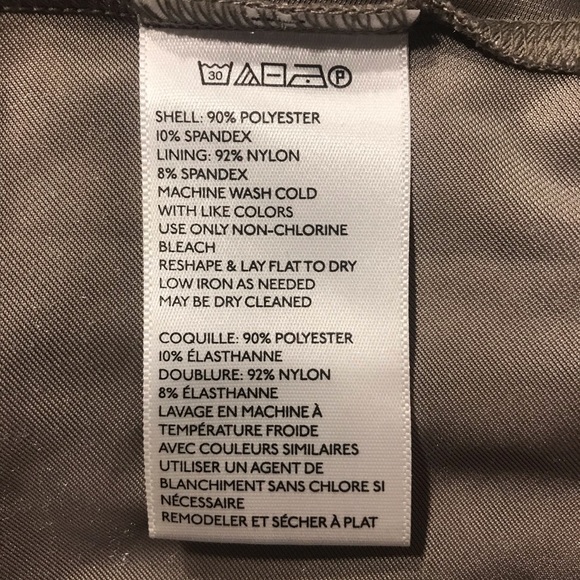 30 P
SHELL: 90% POLYESTER
10% SPANDEX
LINING: 92% NYLON
8% SPANDEX
MACHINE WASH COLD
WITH LIKE COLORS
USE ONLY NON-CHLORINE
BLEACH
RESHAPE & LAY FLAT TO DRY
LOW IRON AS NEEDED
MAY BE DRY CLEANED
COQUILLE: 90% POLYESTER
10% ÉLASTHANNE
DOUBLURE: 92% NYLON
8% ÉLASTHANNE
LAVAGE EN MACHINE À
TEMPÉRATURE FROIDE
AVEC COULEURS SIMILAIRES
UTILISER UN AGENT DE
BLANCHIMENT SANS CHLORE SI
NÉCESSAIRE
REMODELER ET SÉCHER À PLAT